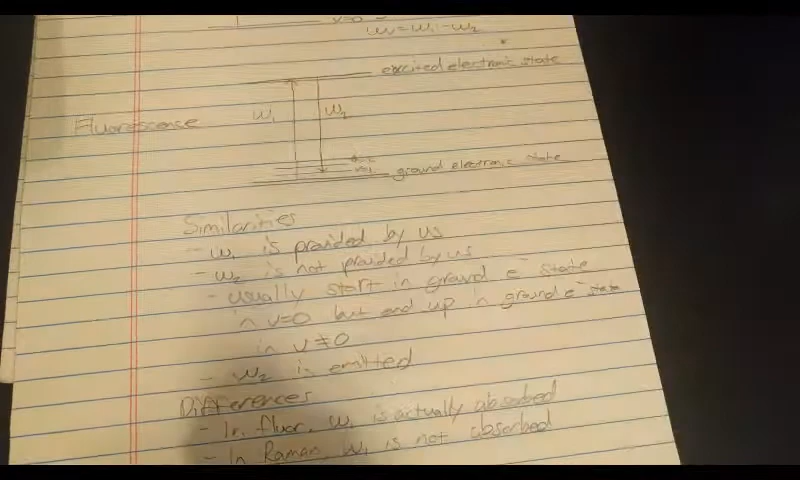 v=0
ω = ω₁ - ω₂
excited electronic state
Fluorescence
ω₁
ω₂
v=1
ground electronic state
Similarities
- ω₁ is provided by us
- ω₂ is not provided by us
- usually start in ground e⁻ state
in v=0 but end up in ground e⁻ state
in v≠0
- ω₂ is emitted
Differences
- In fluor. ω₁ is actually absorbed
- In Raman, ω₁ is not absorbed